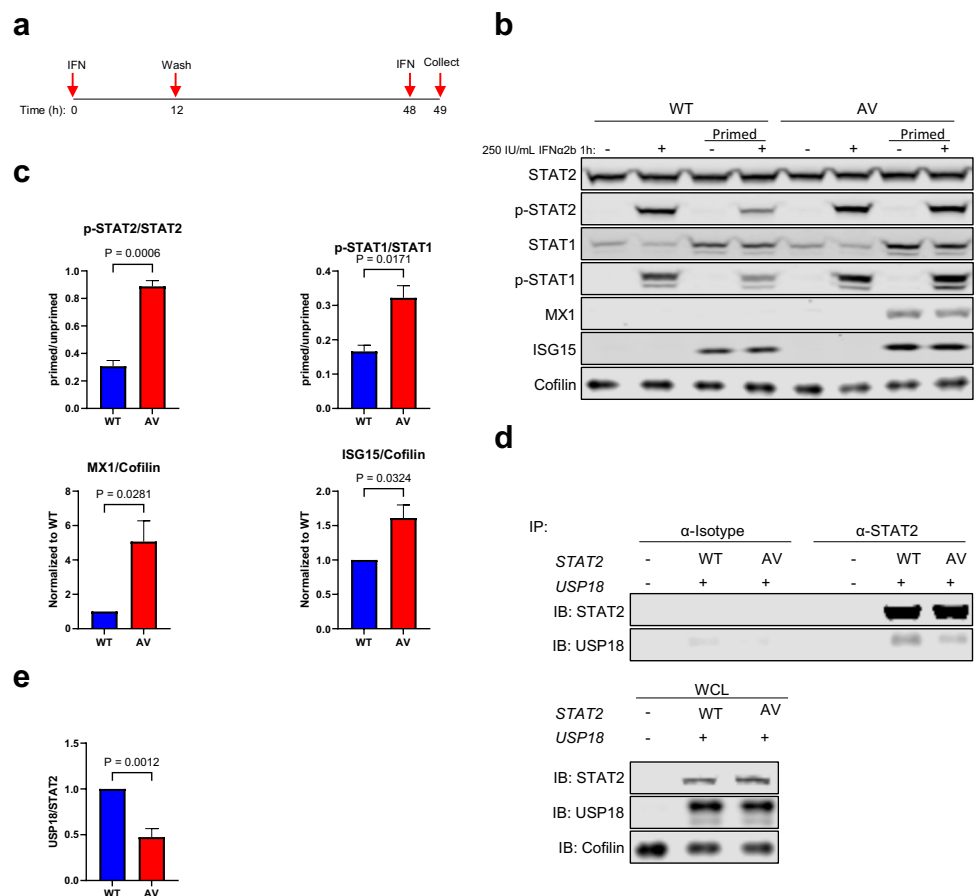 a
IFN Wash IFN Collect
Time (h): 0 12 48 49
b
WT AV
Primed Primed
250 IU/mL IFNα2b 1h: - + - + - + - +
STAT2
p-STAT2
STAT1
p-STAT1
MX1
ISG15
Cofilin
c
p-STAT2/STAT2
P = 0.0006
primed/unprimed
1.0
0.8
0.6
0.4
0.2
0.0
WT AV
p-STAT1/STAT1
P = 0.0171
primed/unprimed
0.4
0.3
0.2
0.1
0.0
WT AV
MX1/Cofilin
P = 0.0281
Normalized to WT
8
6
4
2
0
WT AV
ISG15/Cofilin
P = 0.0324
Normalized to WT
2.0
1.5
1.0
0.5
0.0
WT AV
d
IP:
α-Isotype α-STAT2
STAT2 - WT AV - WT AV
USP18 - + + - + +
IB: STAT2
IB: USP18
WCL
STAT2 - WT AV
USP18 - + +
IB: STAT2
IB: USP18
IB: Cofilin
e
P = 0.0012
USP18/STAT2
1.5
1.0
0.5
0.0
WT AV